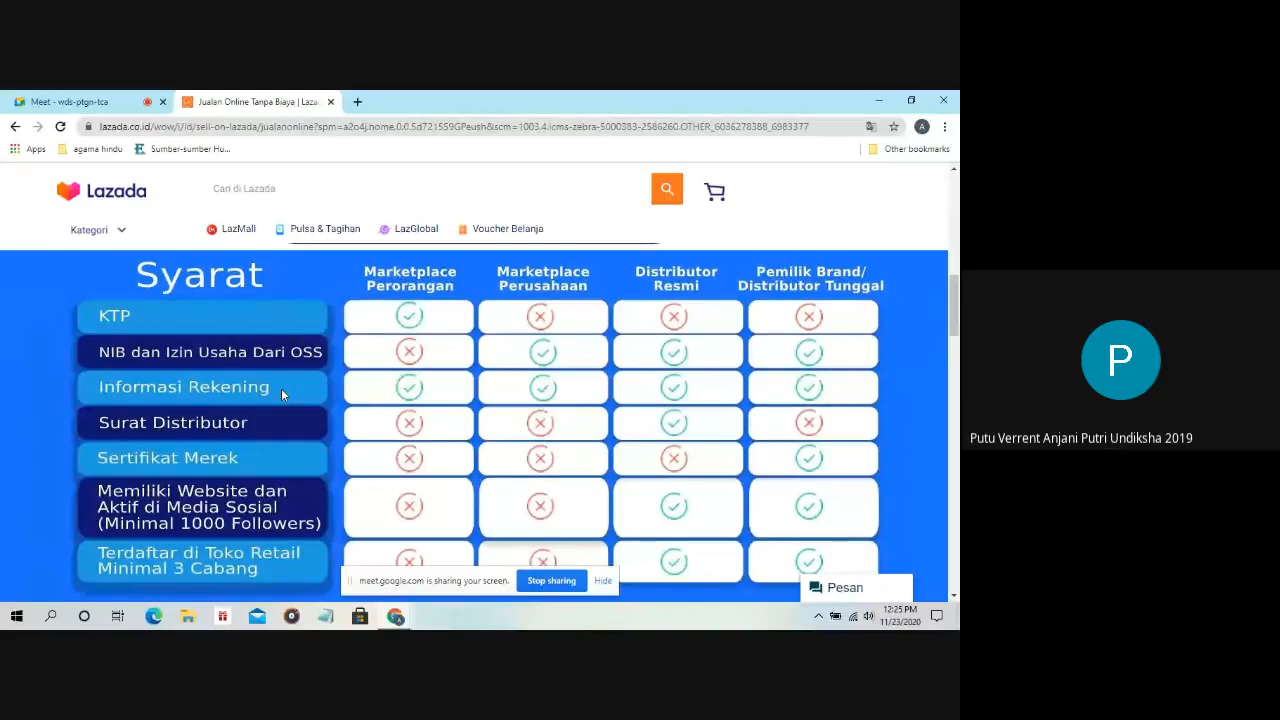 Meet - wds-ptgn-tca
Jualan Online Tanpa Biaya | Laza
lazada.co.id/wow/i/id/sell-on-lazada/jualanonline?spm=a2o4j.home.0.0.5d721559GPeush&scm=1003.4.icms-zebra-5000383-2586260.OTHER_6036278388_6983377
A
Apps
agama hindu
Sumber-sumber Hu...
Other bookmarks
Lazada
Cari di Lazada
Kategori
LazMall
Pulsa & Tagihan
LazGlobal
Voucher Belanja
Syarat
Marketplace
Perorangan
Marketplace
Perusahaan
Distributor
Resmi
Pemilik Brand/
Distributor Tunggal
KTP
NIB dan Izin Usaha Dari OSS
Informasi Rekening
Surat Distributor
Sertifikat Merek
Memiliki Website dan
Aktif di Media Sosial
(Minimal 1000 Followers)
Terdaftar di Toko Retail
Minimal 3 Cabang
meet.google.com is sharing your screen.
Stop sharing
Hide
Pesan
12:25 PM
11/23/2020
P
Putu Verrent Anjani Putri Undiksha 2019